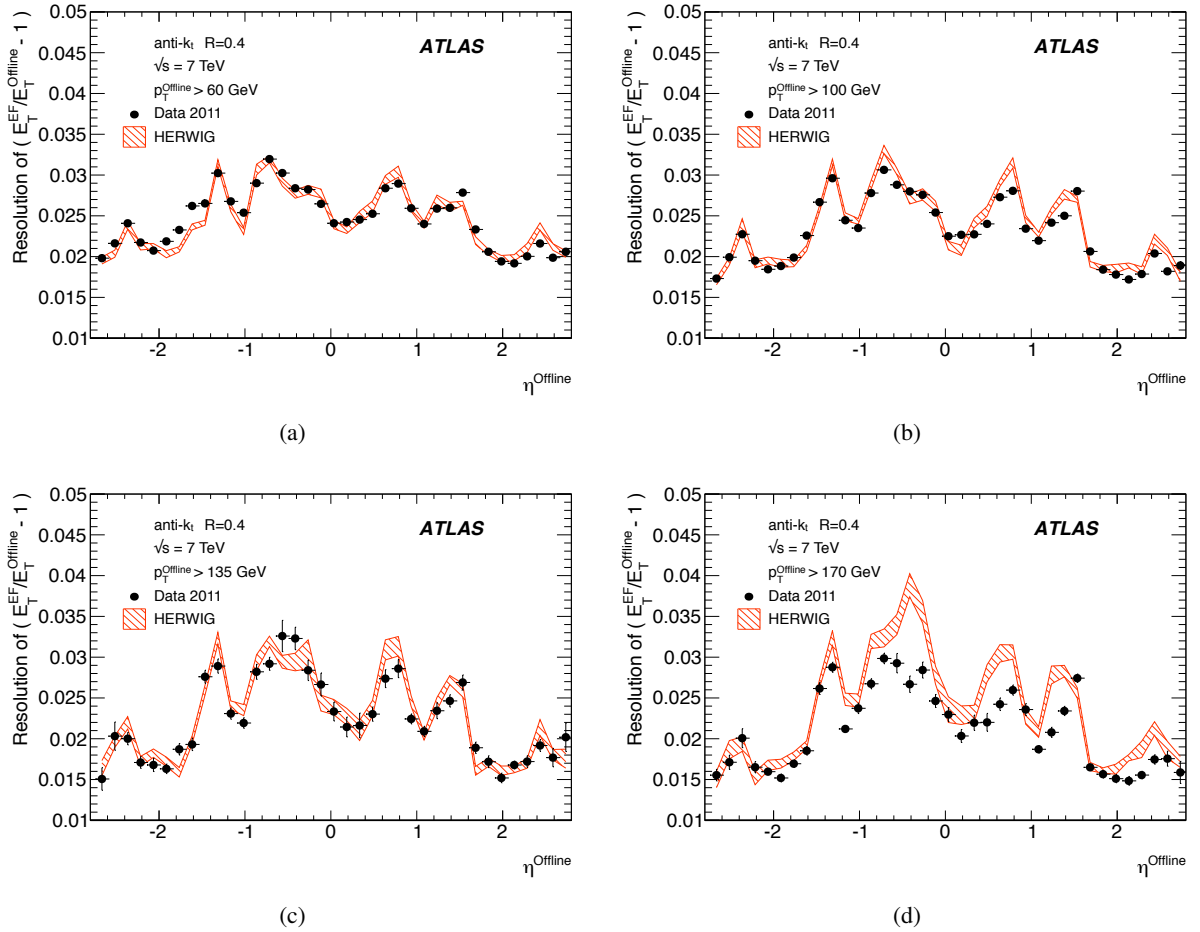 Resolution of ( E_T^EF/E_T^Offline - 1 )
0.05
0.045
0.04
0.035
0.03
0.025
0.02
0.015
0.01
anti-kₜ R=0.4
√s = 7 TeV
p_T^Offline > 60 GeV
Data 2011
HERWIG
ATLAS
-2 -1 0 1 2
η^Offline
(a)
Resolution of ( E_T^EF/E_T^Offline - 1 )
0.05
0.045
0.04
0.035
0.03
0.025
0.02
0.015
0.01
anti-kₜ R=0.4
√s = 7 TeV
p_T^Offline > 100 GeV
Data 2011
HERWIG
ATLAS
-2 -1 0 1 2
η^Offline
(b)
Resolution of ( E_T^EF/E_T^Offline - 1 )
0.05
0.045
0.04
0.035
0.03
0.025
0.02
0.015
0.01
anti-kₜ R=0.4
√s = 7 TeV
p_T^Offline > 135 GeV
Data 2011
HERWIG
ATLAS
-2 -1 0 1 2
η^Offline
(c)
Resolution of ( E_T^EF/E_T^Offline - 1 )
0.05
0.045
0.04
0.035
0.03
0.025
0.02
0.015
0.01
anti-kₜ R=0.4
√s = 7 TeV
p_T^Offline > 170 GeV
Data 2011
HERWIG
ATLAS
-2 -1 0 1 2
η^Offline
(d)